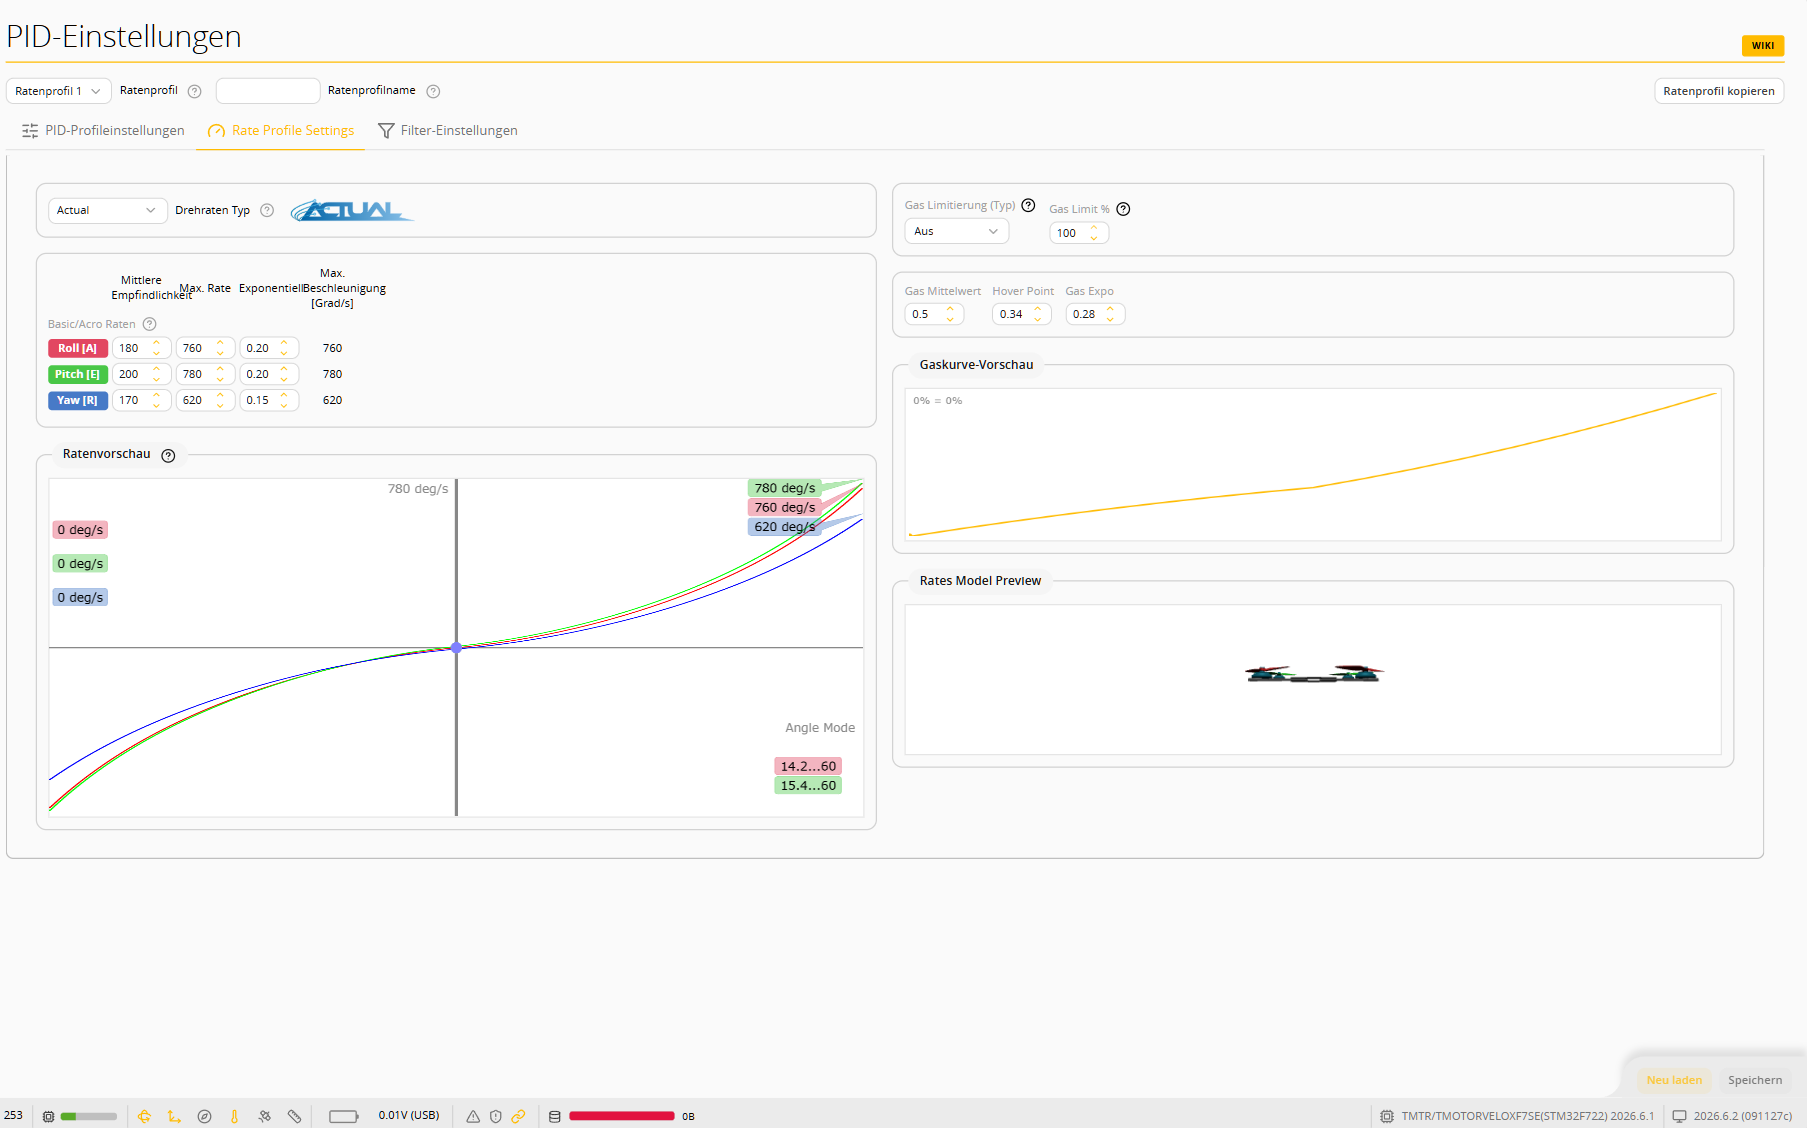 PID-Einstellungen
WIKI
Ratenprofil 1
Ratenprofil
Ratenprofilname
Ratenprofil kopieren
PID-Profileinstellungen
Rate Profile Settings
Filter-Einstellungen
Actual
Drehraten Typ
ACTUAL
Mittlere Empfindlichkeit
Max. Rate
Exponentiell
Max. Beschleunigung [Grad/s]
Basic/Acro Raten
Roll [A] 180 760 0.20 760
Pitch [E] 200 780 0.20 780
Yaw [R] 170 620 0.15 620
Ratenvorschau
780 deg/s
780 deg/s
760 deg/s
620 deg/s
0 deg/s
0 deg/s
0 deg/s
Angle Mode
14.2...60
15.4...60
Gas Limitierung (Typ)
Gas Limit %
Aus
100
Gas Mittelwert
Hover Point
Gas Expo
0.5
0.34
0.28
Gaskurve-Vorschau
0% = 0%
Rates Model Preview
Neu laden
Speichern
253
0.01V (USB)
0B
TMTR/TMOTORVELOXF7SE(STM32F722) 2026.6.1
2026.6.2 (091127c)